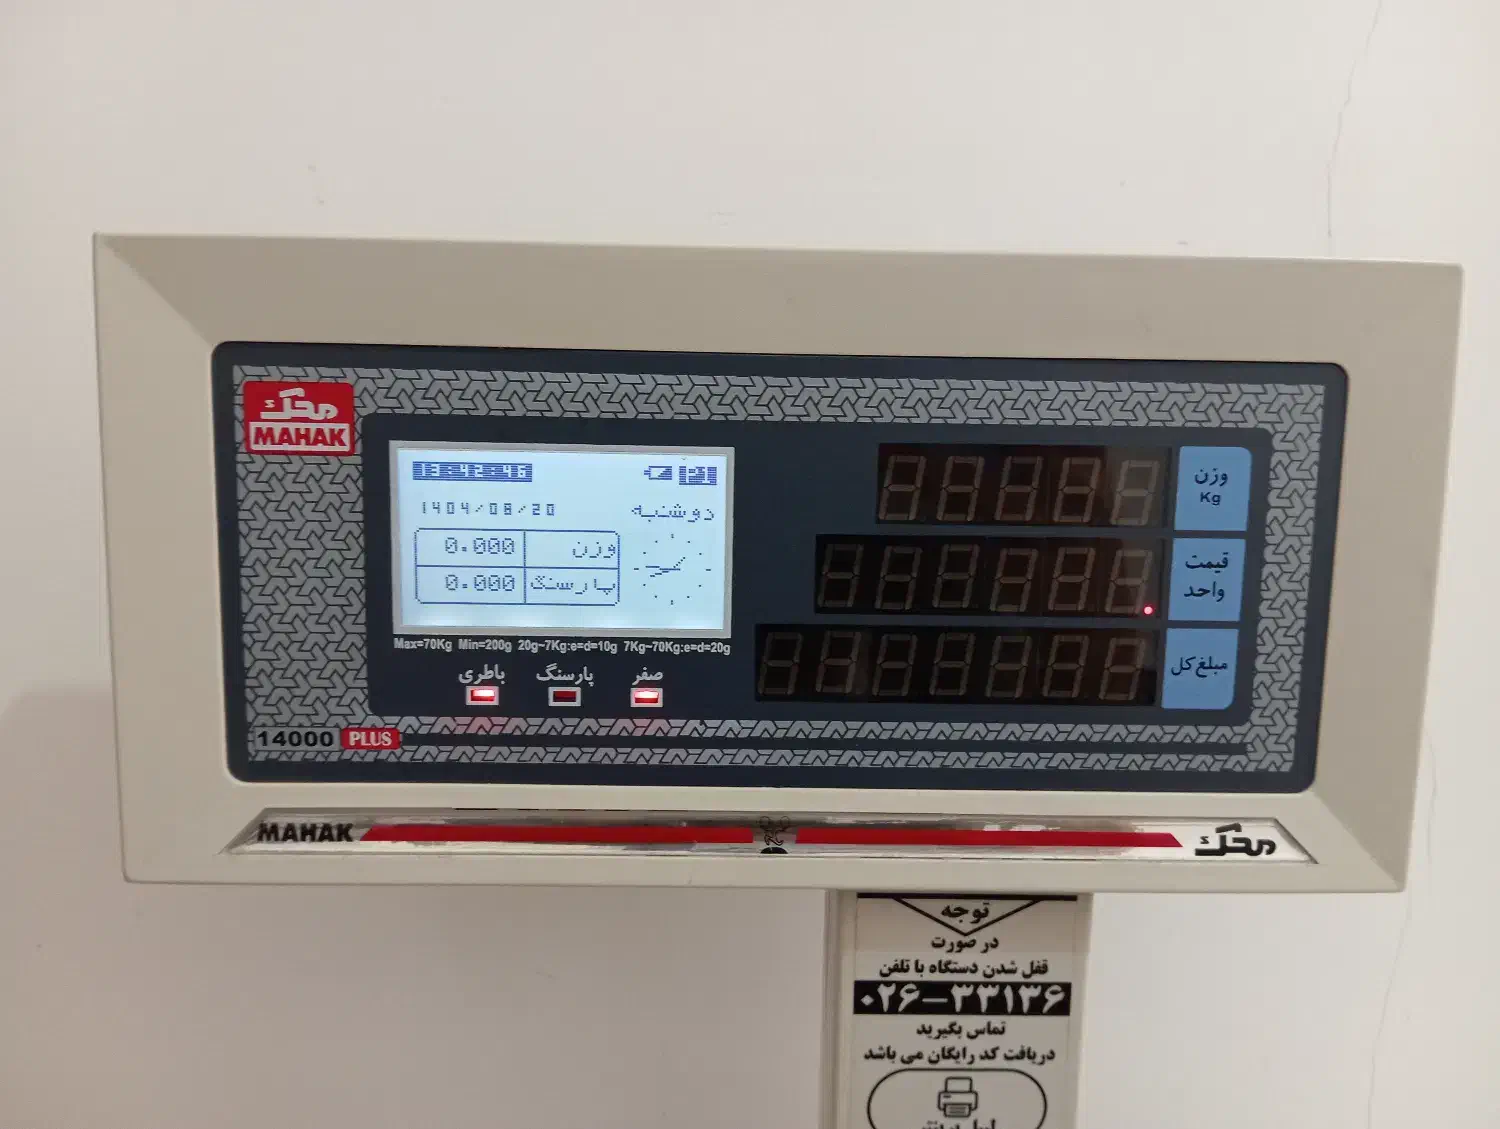 محک
MAHAK
13:42:46
1404/08/20
دوشنبه
وزن 0.000
پارسنگ 0.000
Max=70Kg Min=200g 20g~7Kg:e=d=10g 7Kg~70Kg:e=d=20g
صفر پارسنگ باطری
وزن
Kg
قیمت
واحد
مبلغ کل
14000 PLUS
MAHAK
محک
توجه
در صورت
قفل شدن دستگاه با تلفن
۰۲۶-۳۳۱۳۶
تماس بگیرید
دریافت کد رایگان می باشد